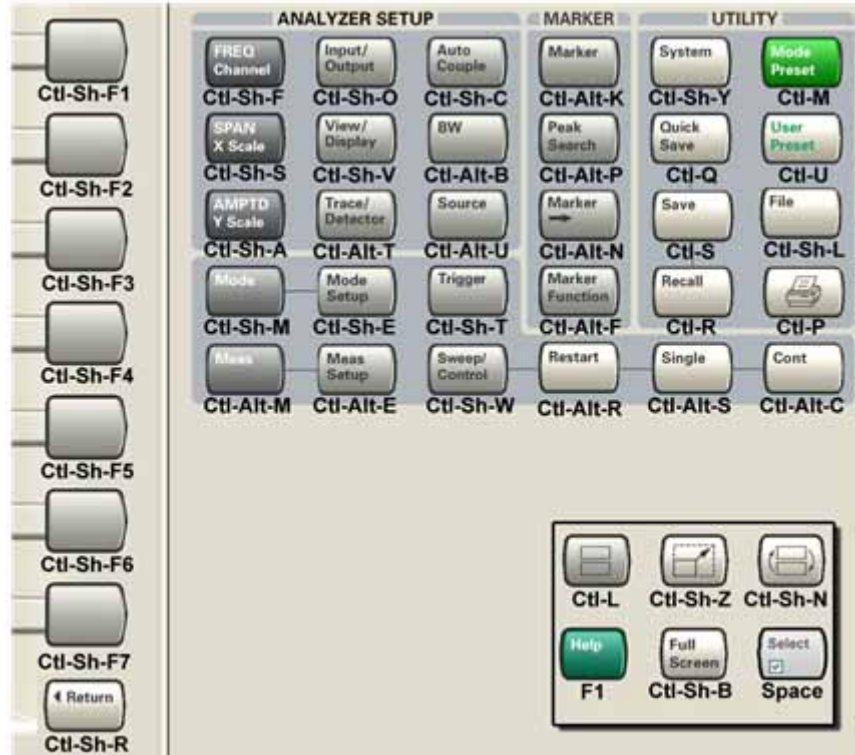 ANALYZER SETUP MARKER UTILITY
FREQ
Channel
Input/
Output
Auto
Couple
Marker
System
Mode
Preset
Ctl-Sh-F1
Ctl-Sh-F Ctl-Sh-O Ctl-Sh-C Ctl-Alt-K Ctl-Sh-Y Ctl-M
SPAN
X Scale
View/
Display
BW
Peak
Search
Quick
Save
User
Preset
Ctl-Sh-F2
Ctl-Sh-S Ctl-Sh-V Ctl-Alt-B Ctl-Alt-P Ctl-Q Ctl-U
AMPTD
Y Scale
Trace/
Detector
Source
Marker
Save
File
Ctl-Sh-A Ctl-Alt-T Ctl-Alt-U Ctl-Alt-N Ctl-S Ctl-Sh-L
Ctl-Sh-F3
Mode
Mode
Setup
Trigger
Marker
Function
Recall
Ctl-Sh-M Ctl-Sh-E Ctl-Sh-T Ctl-Alt-F Ctl-R Ctl-P
Ctl-Sh-F4
Meas
Meas
Setup
Sweep/
Control
Restart
Single
Cont
Ctl-Alt-M Ctl-Alt-E Ctl-Sh-W Ctl-Alt-R Ctl-Alt-S Ctl-Alt-C
Ctl-Sh-F5
Ctl-Sh-F6
Ctl-L Ctl-Sh-Z Ctl-Sh-N
Ctl-Sh-F7
Help
Full
Screen
Select
F1 Ctl-Sh-B Space
Return
Ctl-Sh-R